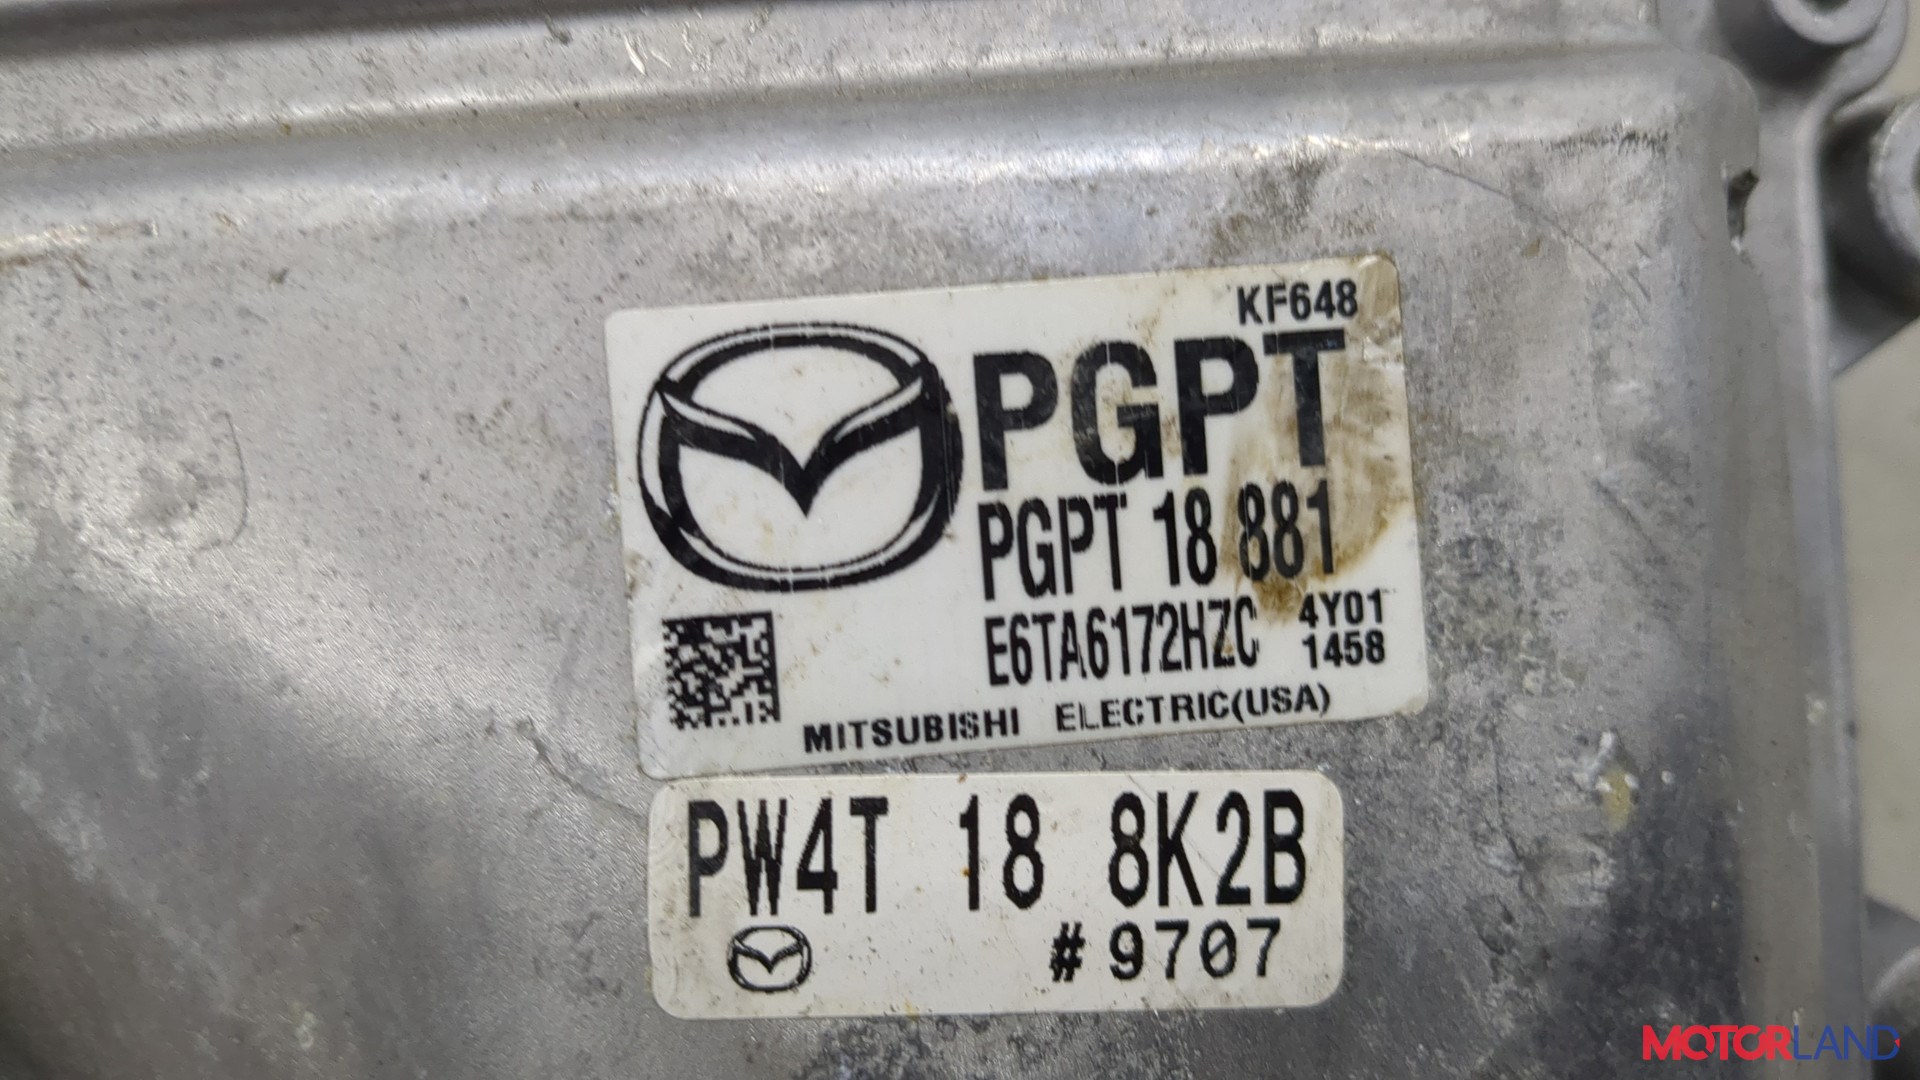 KF648
PGPT
PGPT 18 881
E6TA6172HZC 4Y01
1458
MITSUBISHI ELECTRIC(USA)
PW4T 18 8K2B
#9707
MOTORLAND